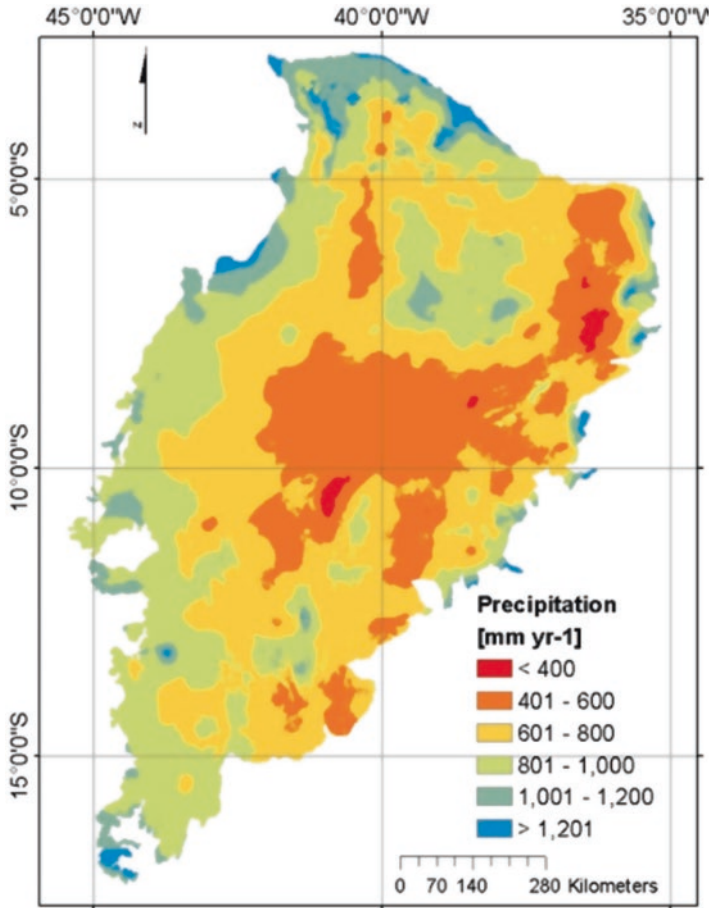 45°0'0"W 40°0'0"W 35°0'0"W
N
5°0'0"S
10°0'0"S
15°0'0"S
Precipitation
[mm yr-1]
< 400
401 - 600
601 - 800
801 - 1,000
1,001 - 1,200
> 1,201
0 70 140 280 Kilometers